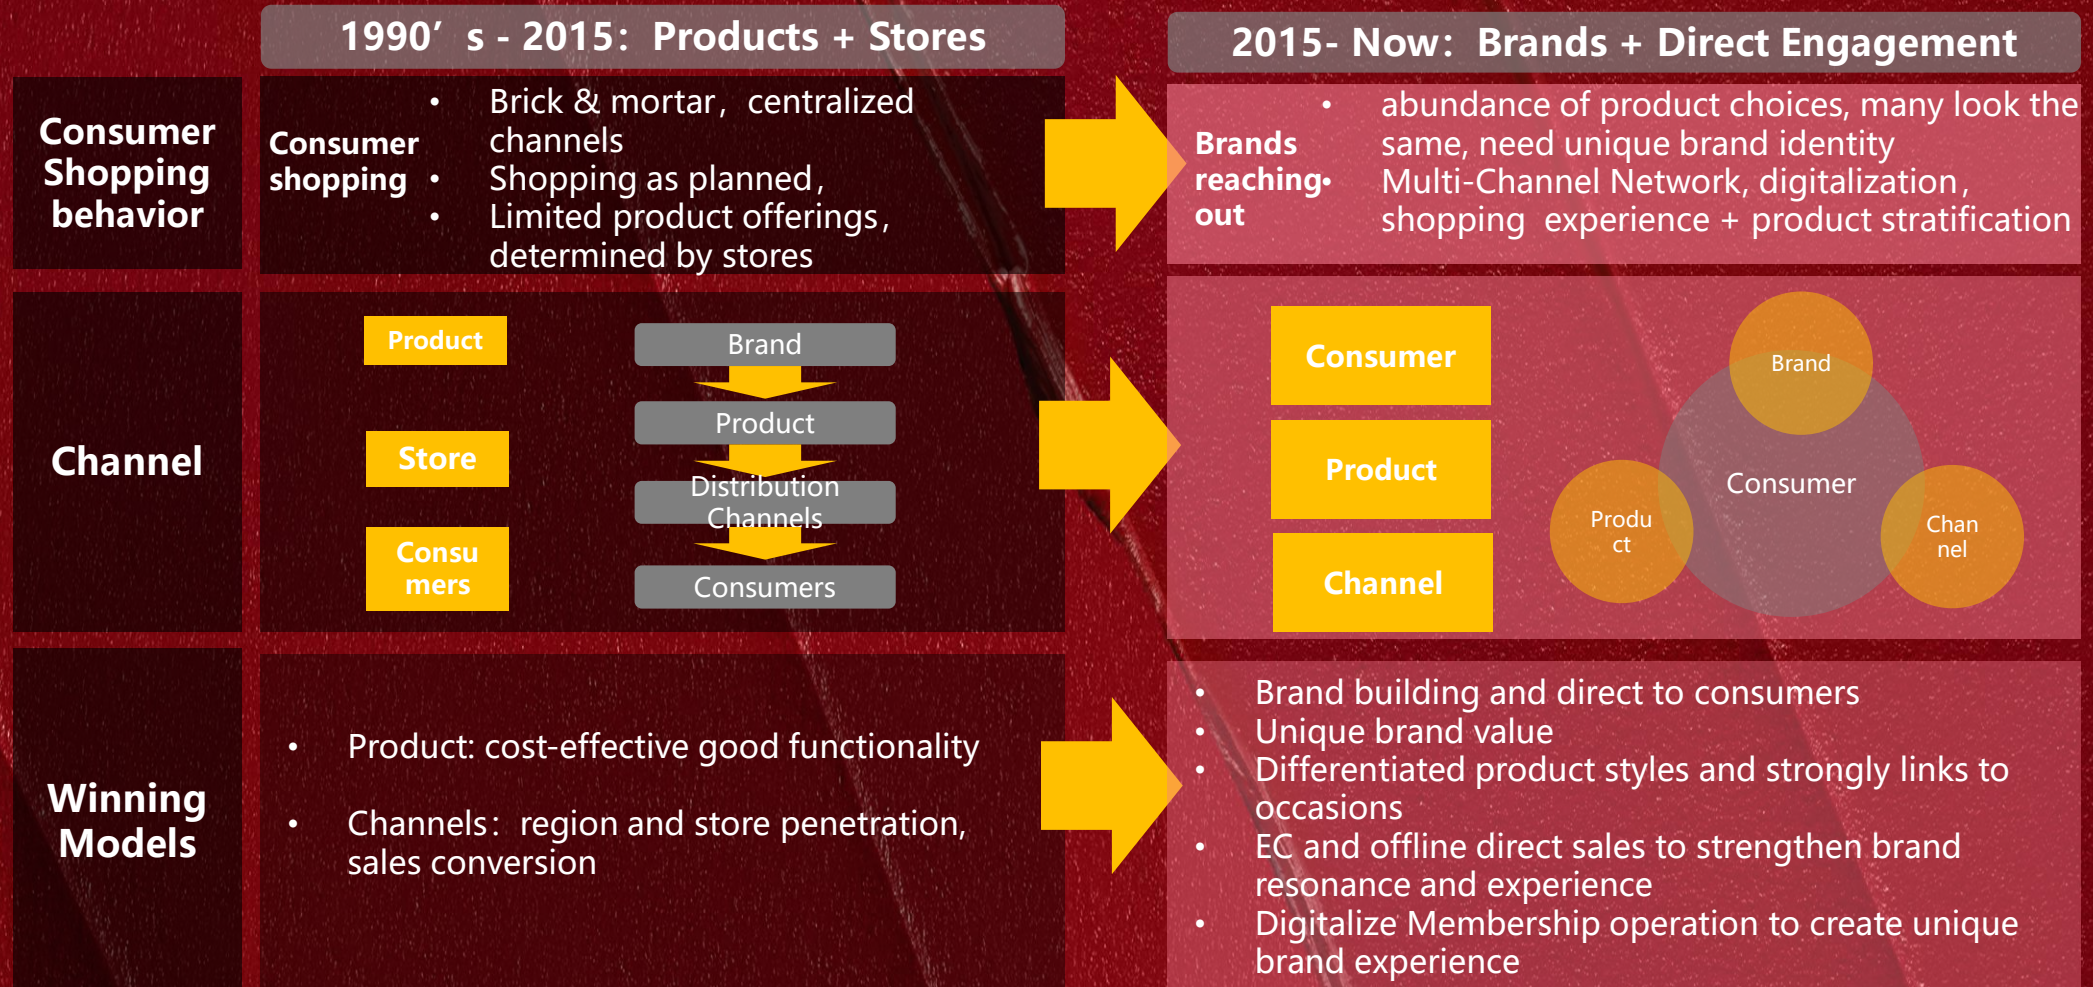 1990’ s - 2015：Products + Stores
2015- Now：Brands + Direct Engagement
Consumer
Shopping
behavior
Consumer
shopping
• Brick & mortar，centralized
channels
• Shopping as planned，
• Limited product offerings，
determined by stores
Brands
reaching
out
• abundance of product choices, many look the
same, need unique brand identity
• Multi-Channel Network, digitalization，
shopping experience + product stratification
Channel
Product
Store
Consu
mers
Brand
Product
Distribution
Channels
Consumers
Consumer
Product
Channel
Brand
Consumer
Produ
ct
Chan
nel
Winning
Models
• Product: cost-effective good functionality
• Channels：region and store penetration,
sales conversion
• Brand building and direct to consumers
• Unique brand value
• Differentiated product styles and strongly links to
occasions
• EC and offline direct sales to strengthen brand
resonance and experience
• Digitalize Membership operation to create unique
brand experience